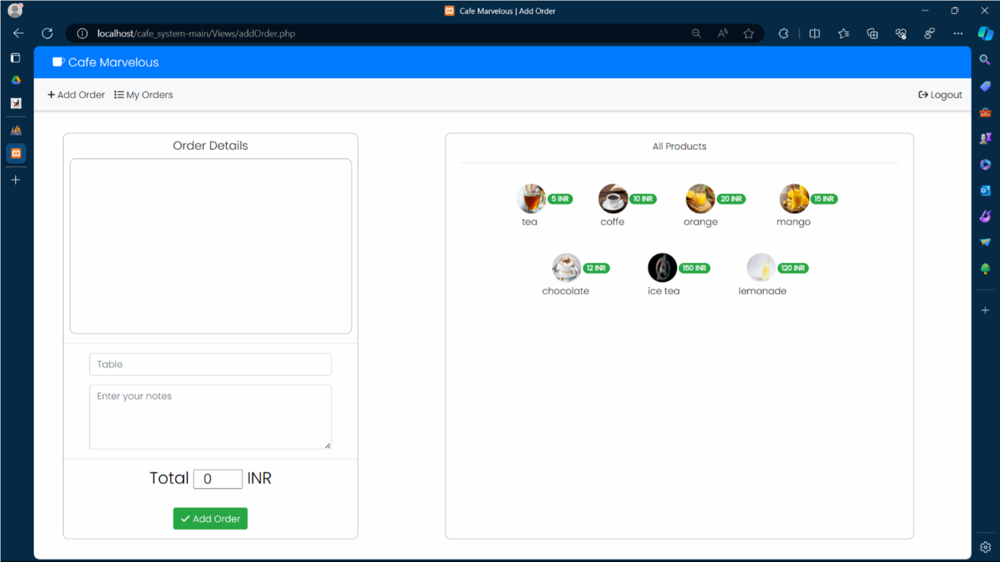 Cafe Marvelous | Add Order
localhost/cafe_system-main/Views/addOrder.php
Cafe Marvelous
Add Order My Orders Logout
Order Details
Table
Enter your notes
Total 0 INR
Add Order
All Products
5 INR 10 INR 20 INR 15 INR
tea coffe orange mango
12 INR 150 INR 120 INR
chocolate ice tea lemonade